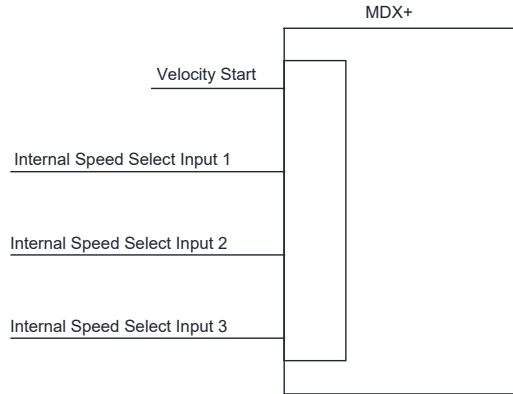 MDX+
Velocity Start
Internal Speed Select Input 1
Internal Speed Select Input 2
Internal Speed Select Input 3